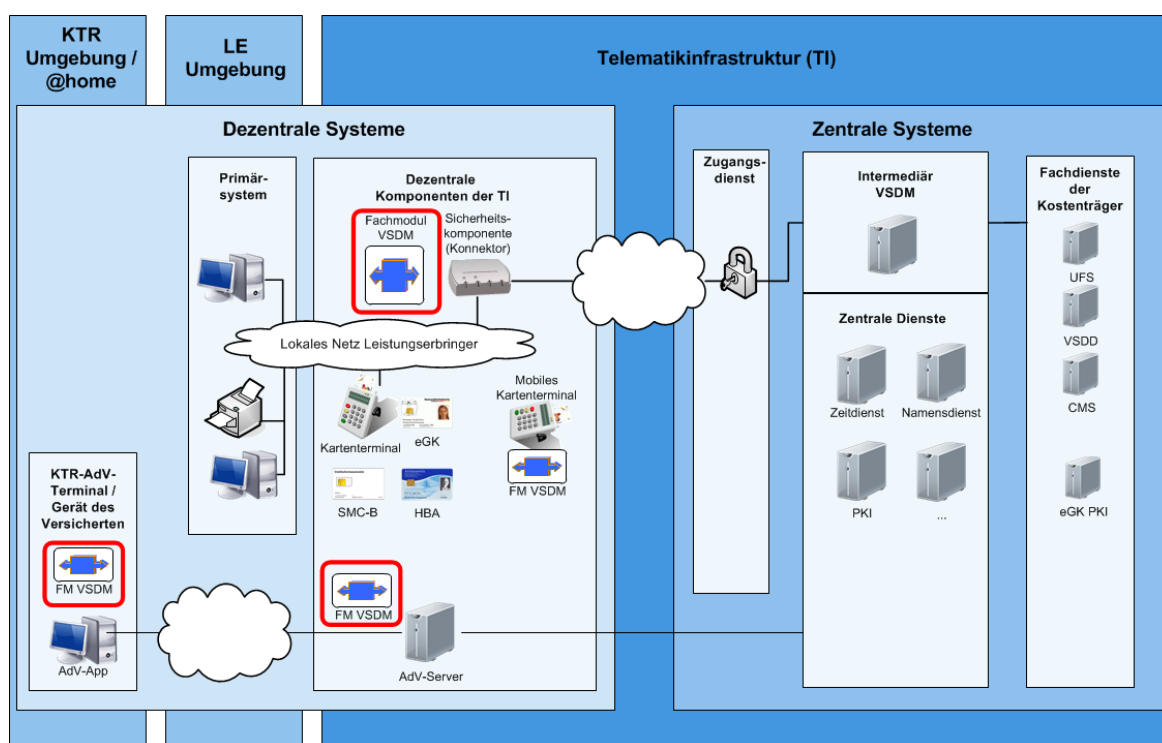 KTR
Umgebung /
@home
LE
Umgebung
Telematikinfrastruktur (TI)
Dezentrale Systeme
Zentrale Systeme
Primär-
system
Dezentrale
Komponenten der TI
Fachmodul
VSDM
Sicherheits-
komponente
(Konnektor)
Lokales Netz Leistungserbringer
Kartenterminal
eGK
Mobiles
Kartenterminal
FM VSDM
SMC-B
HBA
KTR-AdV-
Terminal /
Gerät des
Versicherten
FM VSDM
AdV-App
FM VSDM
AdV-Server
Zugangs-
dienst
Intermediär
VSDM
Zentrale Dienste
Zeitdienst
Namensdienst
PKI
...
Fachdienste
der
Kostenträger
UFS
VSDD
CMS
eGK PKI